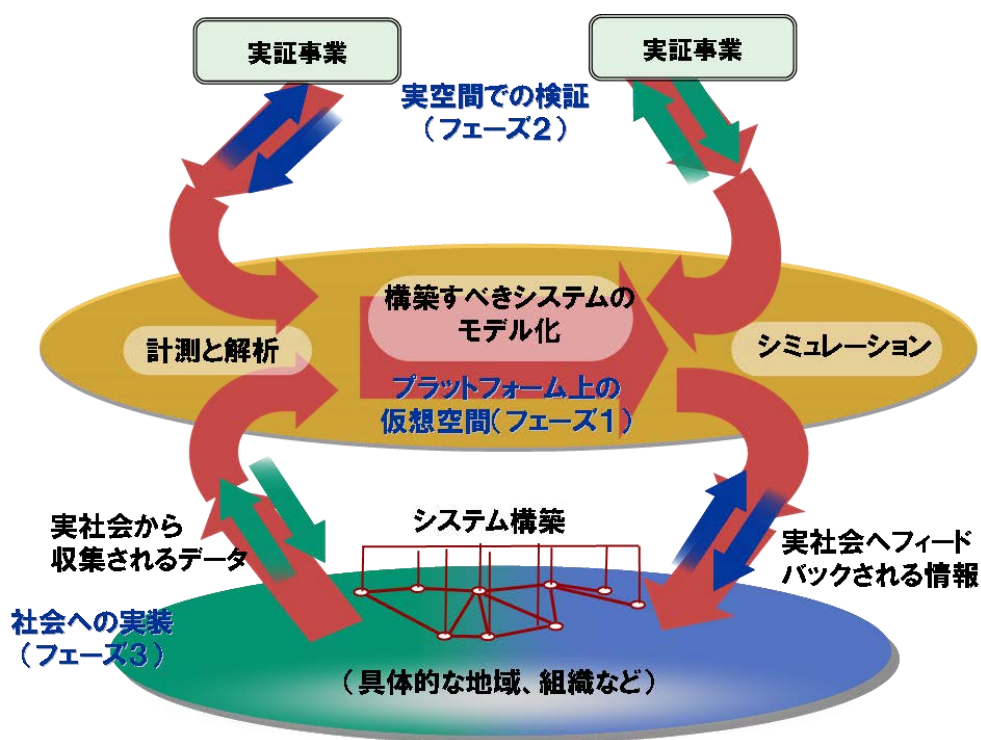 実証事業
実証事業
実空間での検証
(フェーズ2)
構築すべきシステムの
モデル化
計測と解析
シミュレーション
プラットフォーム上の
仮想空間(フェーズ1)
実社会から
収集されるデータ
システム構築
実社会へフィード
バックされる情報
社会への実装
(フェーズ3)
(具体的な地域、組織など)